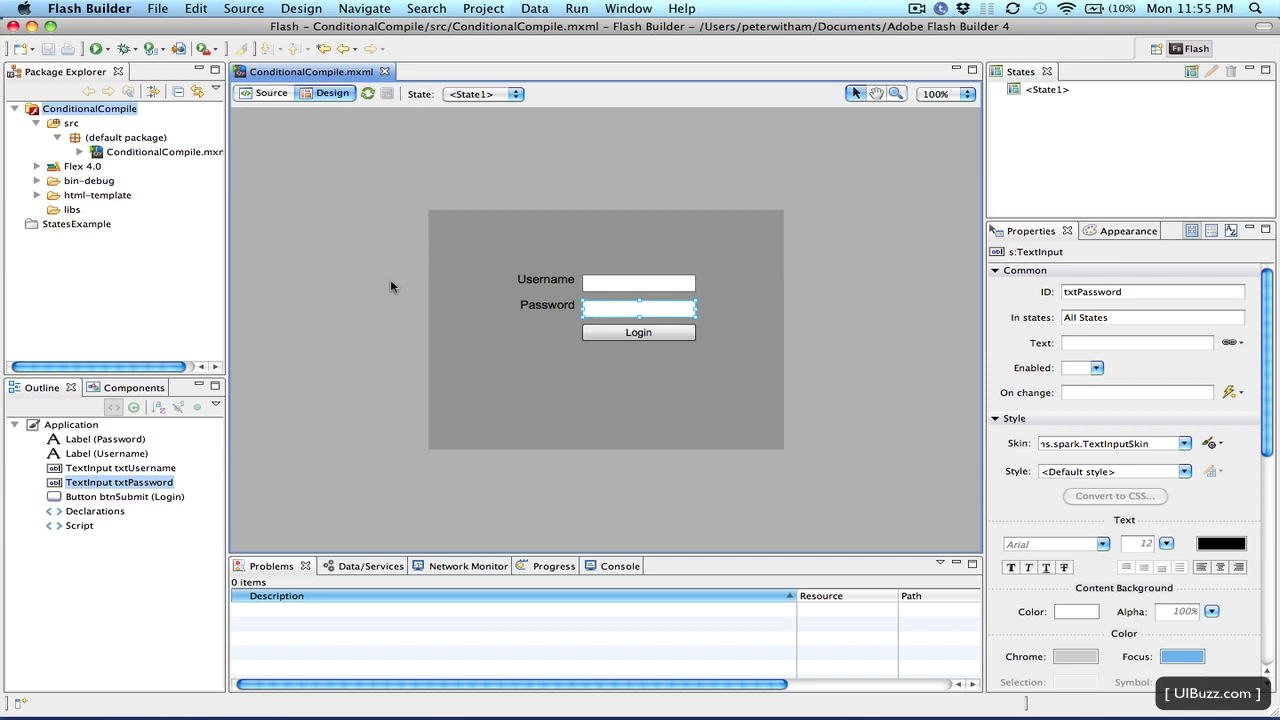 Flash Builder File Edit Source Design Navigate Search Project Data Run Window Help (10%) Mon 11:55 PM
Flash – ConditionalCompile/src/ConditionalCompile.mxml – Flash Builder – /Users/peterwitham/Documents/Adobe Flash Builder 4
Flash
Package Explorer
ConditionalCompile
src
(default package)
ConditionalCompile.mxm
Flex 4.0
bin-debug
html-template
libs
StatesExample
Outline Components
Application
Label (Password)
Label (Username)
TextInput txtUsername
TextInput txtPassword
Button btnSubmit (Login)
Declarations
Script
ConditionalCompile.mxml
Source Design State: <State1> 100%
Username
Password
Login
Problems Data/Services Network Monitor Progress Console
0 items
Description Resource Path
States
<State1>
Properties Appearance
s:TextInput
Common
ID: txtPassword
In states: All States
Text:
Enabled:
On change:
Style
Skin: ns.spark.TextInputSkin
Style: <Default style>
Convert to CSS...
Text
Arial 12
T T T T
Content Background
Color: Alpha: 100%
Color
Chrome: Focus:
Selection: Symbol:
[ UIBuzz.com ]